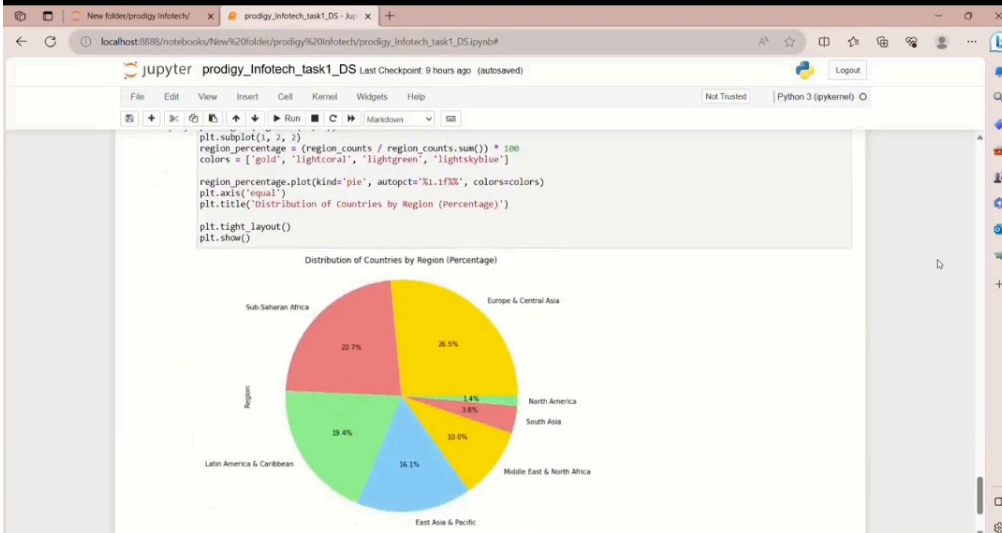 New folder/prodigy Infotech/
prodigy_Infotech_task1_DS - Jup
localhost:8888/notebooks/New%20folder/prodigy%20Infotech/prodigy_Infotech_task1_DS.ipynb#
jupyter prodigy_Infotech_task1_DS Last Checkpoint: 9 hours ago (autosaved)
Logout
File Edit View Insert Cell Kernel Widgets Help
Not Trusted
Python 3 (ipykernel)
Run
Markdown
plt.subplot(1, 2, 2)
region_percentage = (region_counts / region_counts.sum()) * 100
colors = ['gold', 'lightcoral', 'lightgreen', 'lightskyblue']
region_percentage.plot(kind='pie', autopct='%1.1f%%', colors=colors)
plt.axis('equal')
plt.title('Distribution of Countries by Region (Percentage)')
plt.tight_layout()
plt.show()
Distribution of Countries by Region (Percentage)
Sub-Saharan Africa
Europe & Central Asia
22.7%
26.5%
Region
1.4%
North America
3.8%
South Asia
19.4%
10.0%
Latin America & Caribbean
16.1%
Middle East & North Africa
East Asia & Pacific